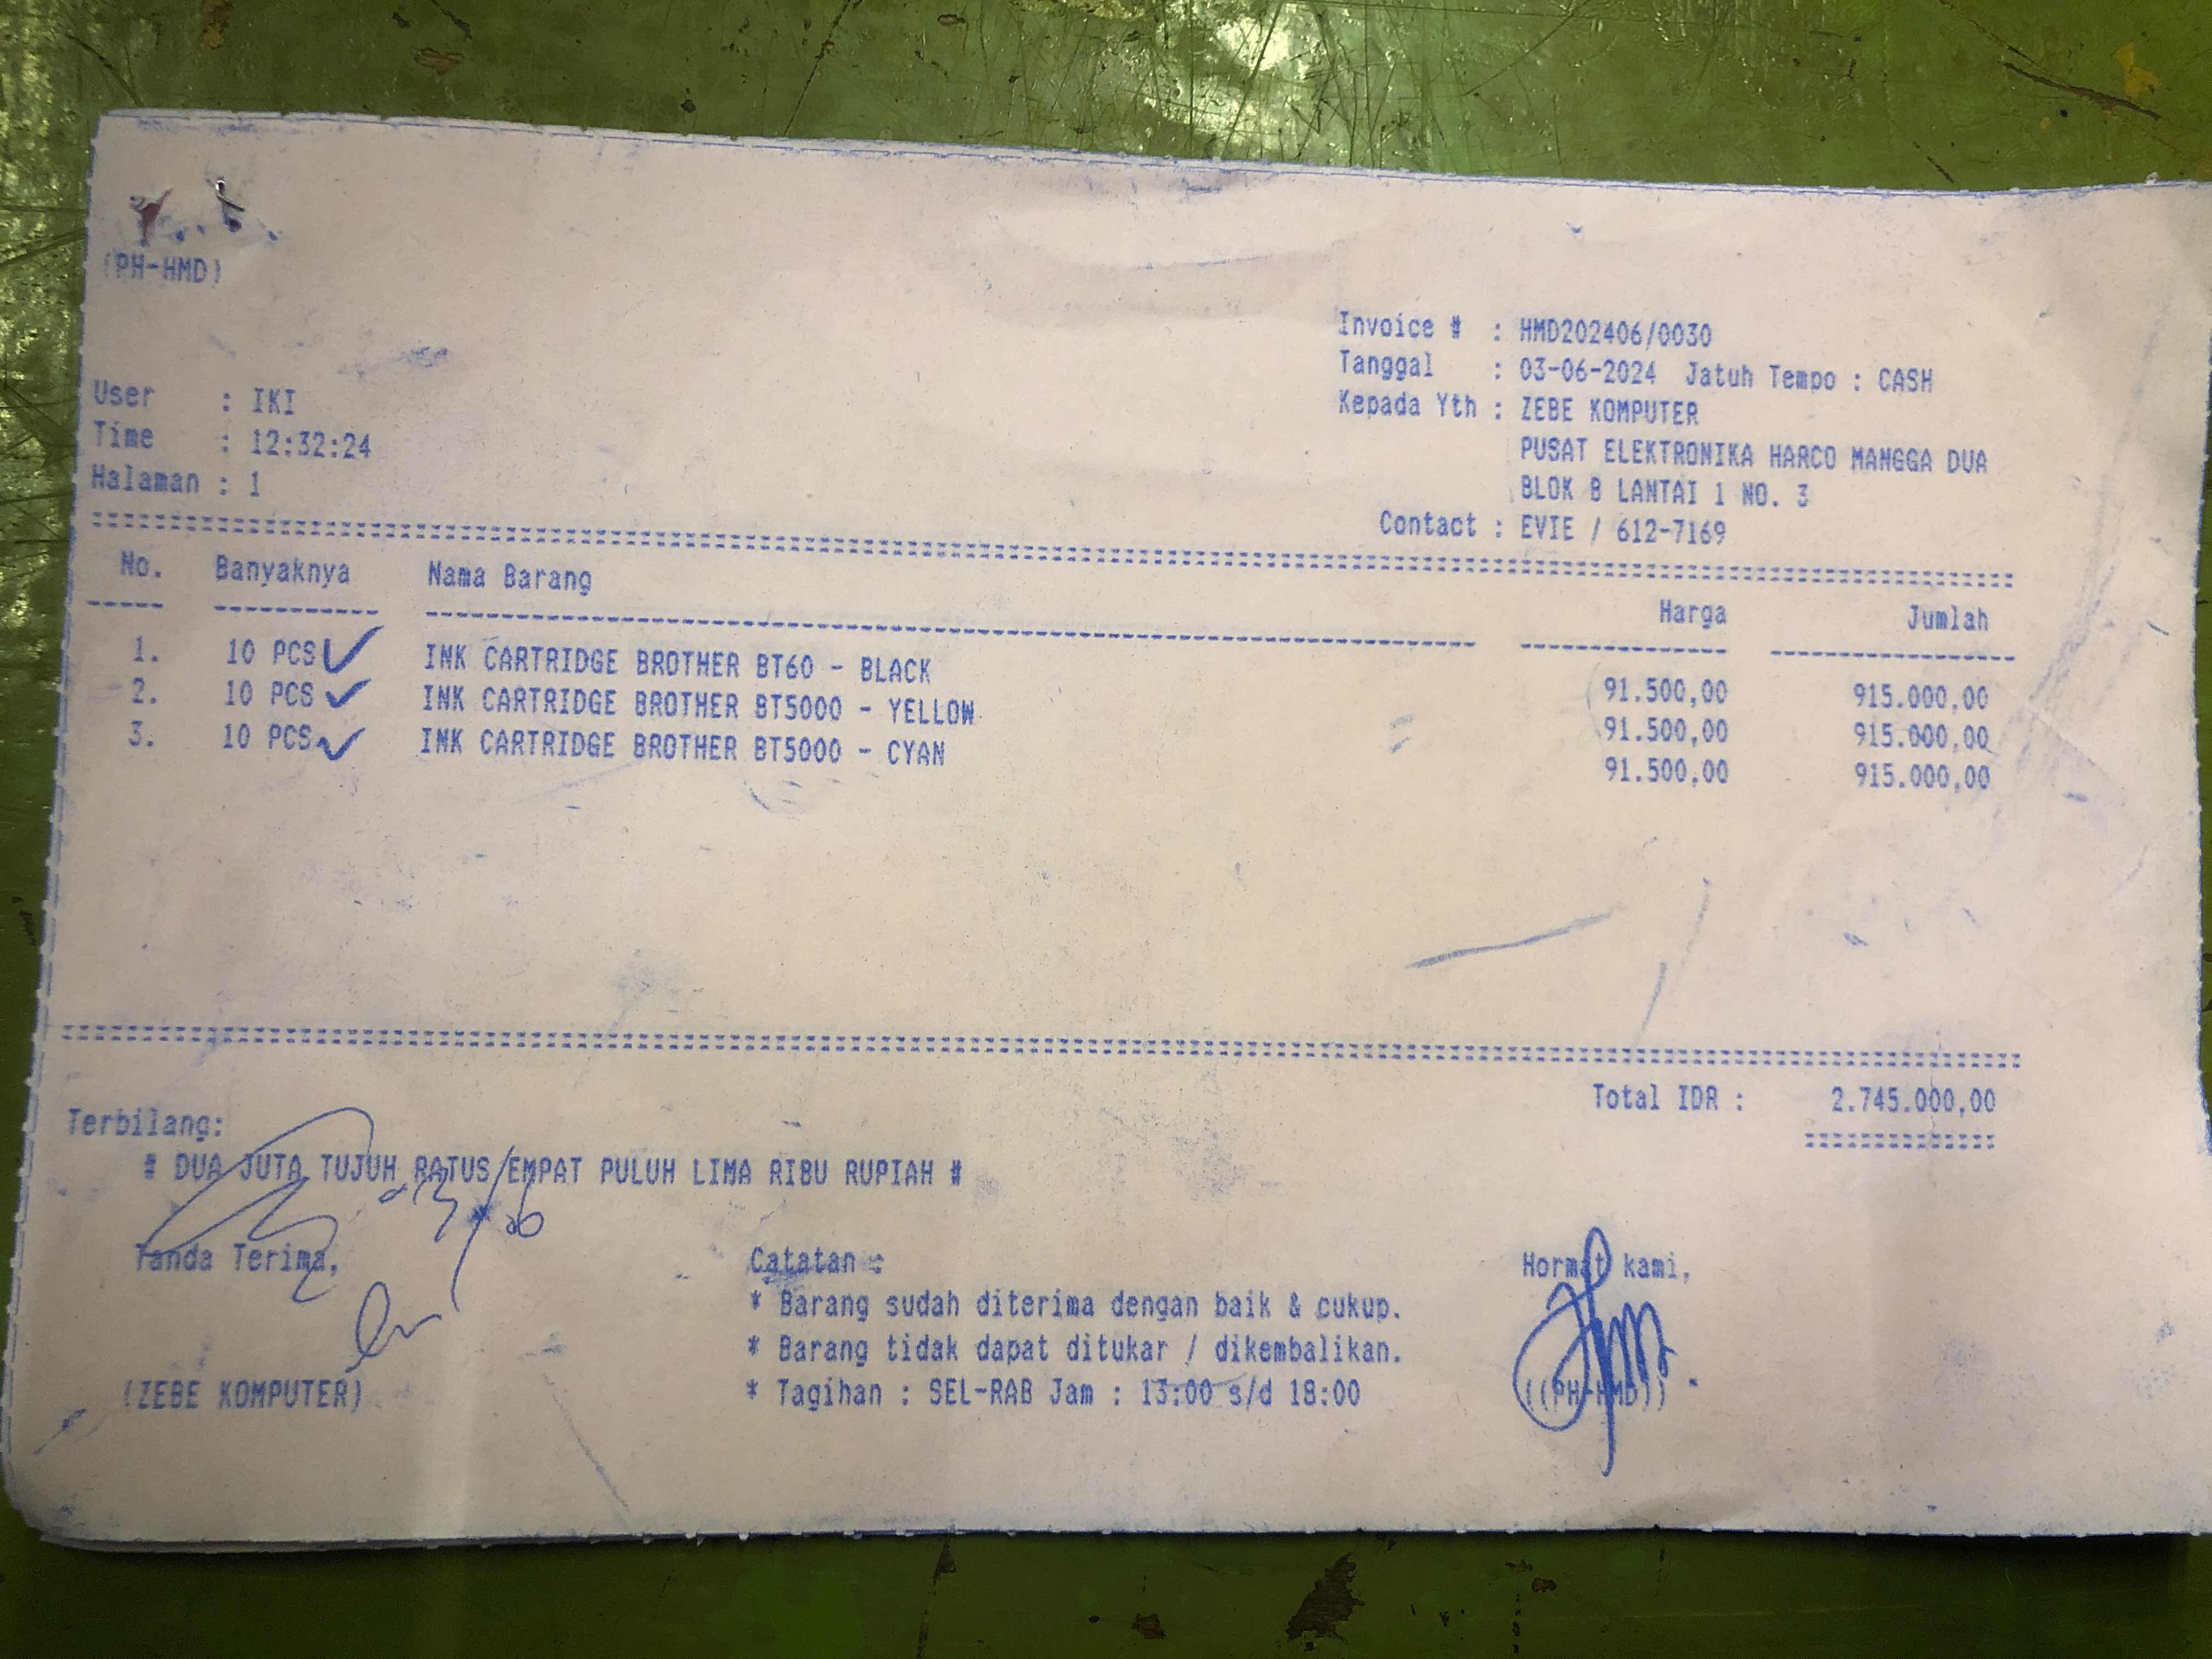 (PH-HMD)
Invoice # : HMD202406/0030
Tanggal : 03-06-2024 Jatuh Tempo : CASH
Kepada Yth : ZEBE KOMPUTER
PUSAT ELEKTRONIKA HARCO MANGGA DUA
BLOK B LANTAI 1 NO. 3
Contact : EVIE / 612-7169
User : IKI
Time : 12:32:24
Halaman : 1
No. Banyaknya Nama Barang Harga Jumlah
1. 10 PCS INK CARTRIDGE BROTHER BT60 - BLACK 91.500,00 915.000,00
2. 10 PCS INK CARTRIDGE BROTHER BT5000 - YELLOW 91.500,00 915.000,00
3. 10 PCS INK CARTRIDGE BROTHER BT5000 - CYAN 91.500,00 915.000,00
Total IDR : 2.745.000,00
Terbilang:
# DUA JUTA TUJUH RATUS EMPAT PULUH LIMA RIBU RUPIAH #
Tanda Terima,
(ZEBE KOMPUTER)
Catatan :
* Barang sudah diterima dengan baik & cukup.
* Barang tidak dapat ditukar / dikembalikan.
* Tagihan : SEL-RAB Jam : 13:00 s/d 18:00
Hormat kami,
((PH-HMD))